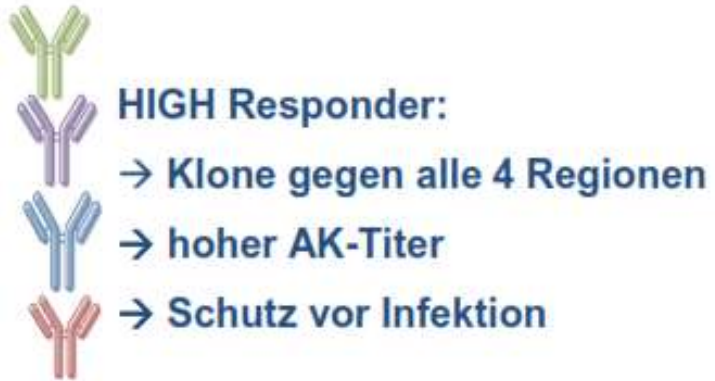 HIGH Responder:
→ Klone gegen alle 4 Regionen
→ hoher AK-Titer
→ Schutz vor Infektion